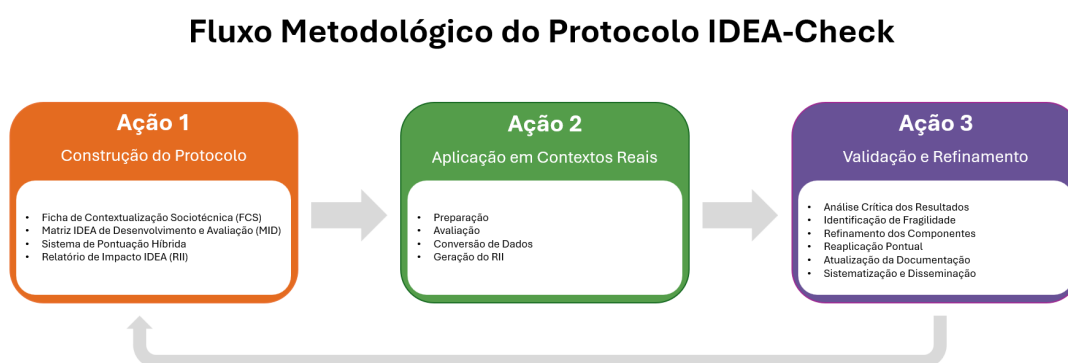 Fluxo Metodológico do Protocolo IDEA-Check
Ação 1
Construção do Protocolo
• Ficha de Contextualização Sociotécnica (FCS)
• Matriz IDEA de Desenvolvimento e Avaliação (MID)
• Sistema de Pontuação Híbrida
• Relatório de Impacto IDEA (RII)
Ação 2
Aplicação em Contextos Reais
• Preparação
• Avaliação
• Conversão de Dados
• Geração do RII
Ação 3
Validação e Refinamento
• Análise Crítica dos Resultados
• Identificação de Fragilidade
• Refinamento dos Componentes
• Reaplicação Pontual
• Atualização da Documentação
• Sistematização e Disseminação